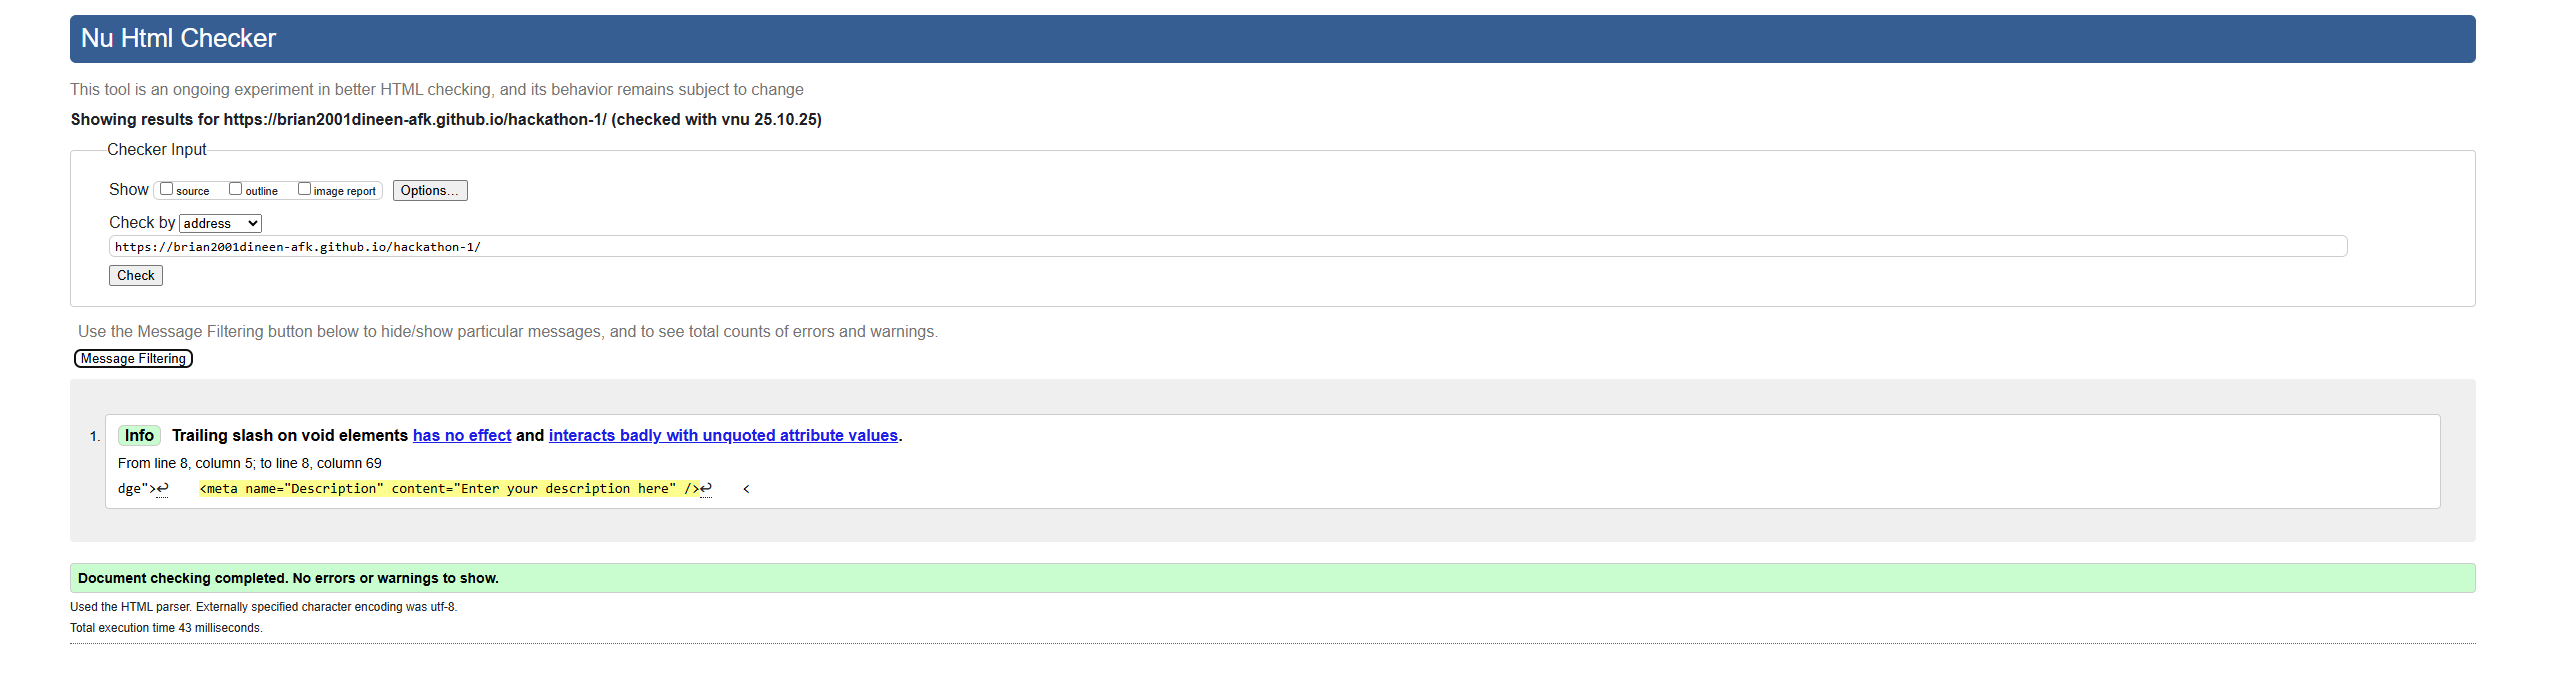 Nu Html Checker
This tool is an ongoing experiment in better HTML checking, and its behavior remains subject to change
Showing results for https://brian2001dineen-afk.github.io/hackathon-1/ (checked with vnu 25.10.25)
Checker Input
Show source outline image report Options...
Check by address
https://brian2001dineen-afk.github.io/hackathon-1/
Check
Use the Message Filtering button below to hide/show particular messages, and to see total counts of errors and warnings.
Message Filtering
1. Info Trailing slash on void elements has no effect and interacts badly with unquoted attribute values.
From line 8, column 5; to line 8, column 69
dge">↩ <meta name="Description" content="Enter your description here" />↩ <
Document checking completed. No errors or warnings to show.
Used the HTML parser. Externally specified character encoding was utf-8.
Total execution time 43 milliseconds.